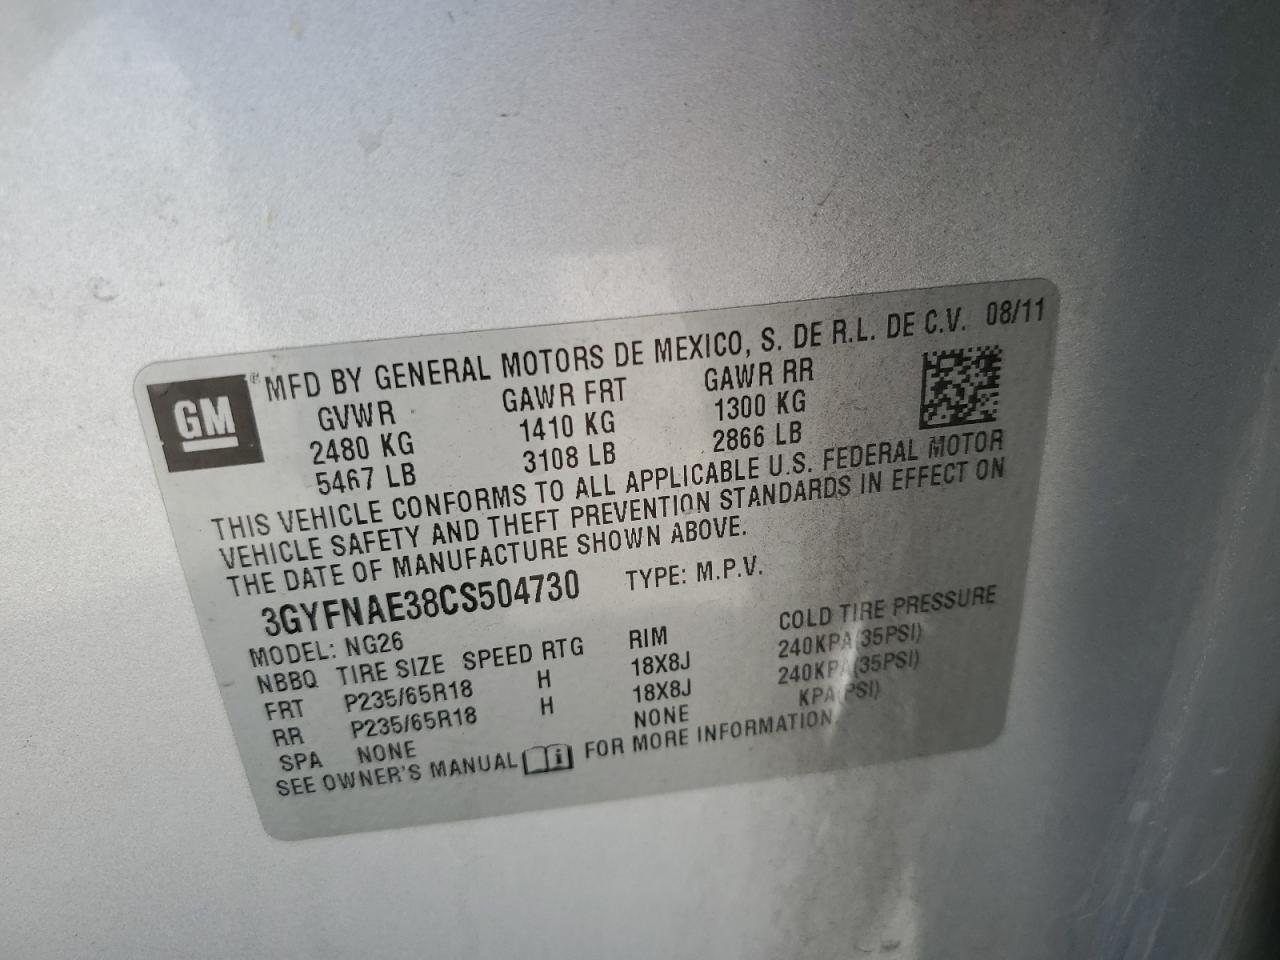 GM
® MFD BY GENERAL MOTORS DE MEXICO, S. DE R.L. DE C.V. 08/11
GVWR GAWR FRT GAWR RR
2480 KG 1410 KG 1300 KG
5467 LB 3108 LB 2866 LB
THIS VEHICLE CONFORMS TO ALL APPLICABLE U.S. FEDERAL MOTOR
VEHICLE SAFETY AND THEFT PREVENTION STANDARDS IN EFFECT ON
THE DATE OF MANUFACTURE SHOWN ABOVE.
3GYFNAE38CS504730 TYPE: M.P.V.
MODEL: NG26
NBBQ TIRE SIZE SPEED RTG RIM COLD TIRE PRESSURE
FRT P235/65R18 H 18X8J 240KPA(35PSI)
RR P235/65R18 H 18X8J 240KPA(35PSI)
SPA NONE NONE KPA(PSI)
SEE OWNER'S MANUAL i FOR MORE INFORMATION.